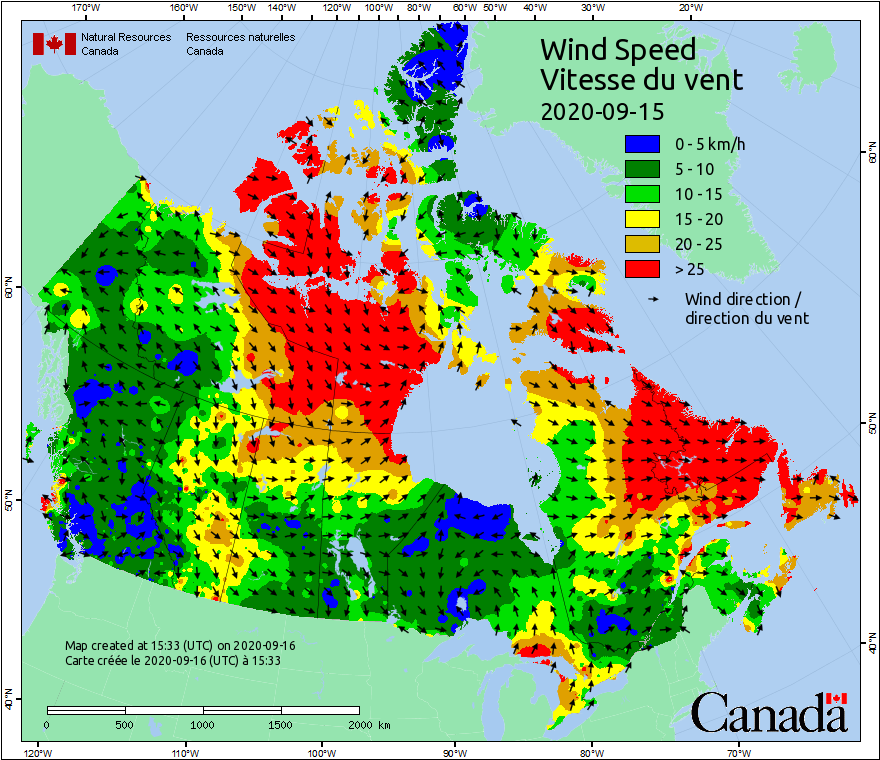 170°W 160°W 150°W 140°W 120°W 100°W 80°W 60°W 50°W 40°W 30°W 20°W
Natural Resources Canada
Ressources naturelles Canada
Wind Speed
Vitesse du vent
2020-09-15
0 - 5 km/h
5 - 10
10 - 15
15 - 20
20 - 25
> 25
Wind direction /
direction du vent
60°N
60°N
50°N
50°N
40°N
40°N
Map created at 15:33 (UTC) on 2020-09-16
Carte créée le 2020-09-16 (UTC) à 15:33
0 500 1000 1500 2000 km
Canada
120°W 110°W 100°W 90°W 80°W 70°W